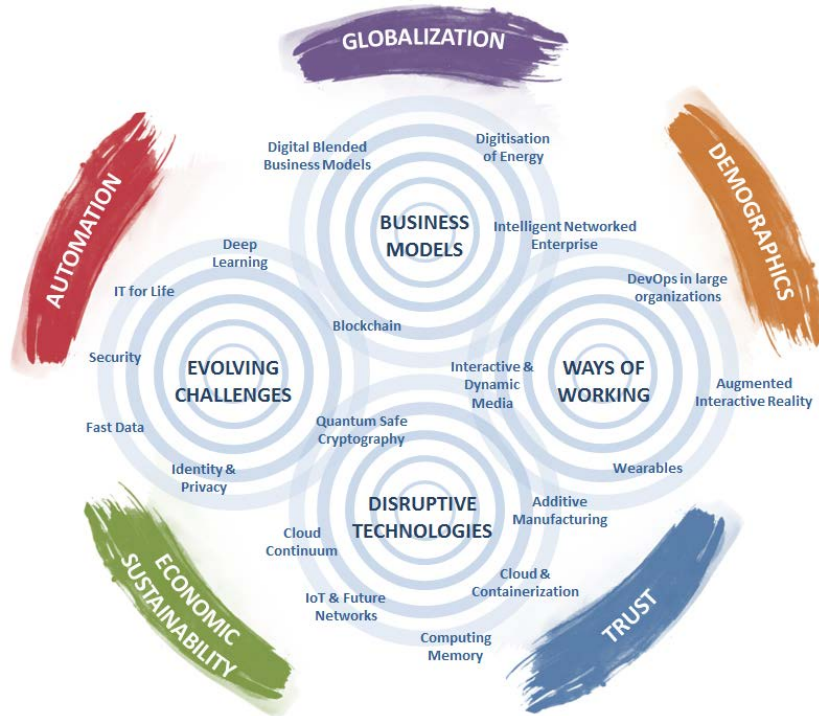 GLOBALIZATION
AUTOMATION
DEMOGRAPHICS
Digital Blended
Business Models
Digitisation
of Energy
BUSINESS
MODELS
Intelligent Networked
Enterprise
Deep
Learning
IT for Life
DevOps in large
organizations
Blockchain
Security
EVOLVING
CHALLENGES
Interactive &
Dynamic
Media
WAYS OF
WORKING
Augmented
Interactive Reality
Fast Data
Quantum Safe
Cryptography
Identity &
Privacy
Wearables
DISRUPTIVE
TECHNOLOGIES
Additive
Manufacturing
Cloud
Continuum
Cloud &
Containerization
IoT & Future
Networks
Computing
Memory
ECONOMIC
SUSTAINABILITY
TRUST